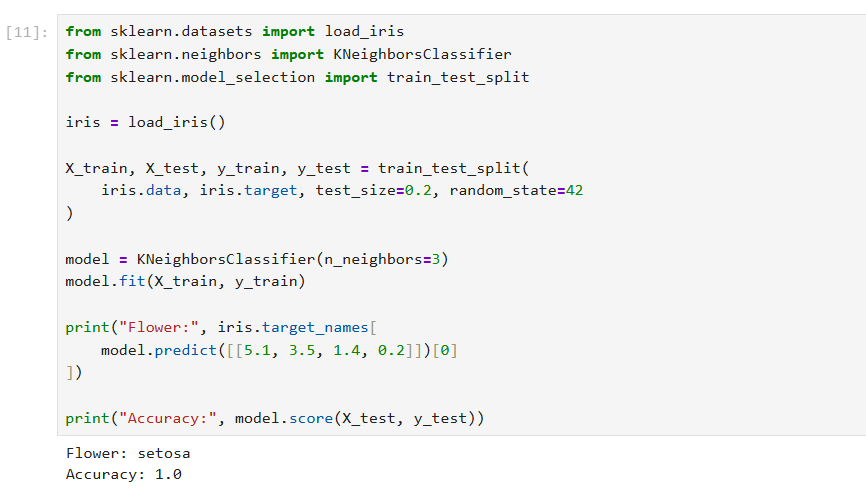 [11]:
from sklearn.datasets import load_iris
from sklearn.neighbors import KNeighborsClassifier
from sklearn.model_selection import train_test_split

iris = load_iris()

X_train, X_test, y_train, y_test = train_test_split(
    iris.data, iris.target, test_size=0.2, random_state=42
)

model = KNeighborsClassifier(n_neighbors=3)
model.fit(X_train, y_train)

print("Flower:", iris.target_names[
    model.predict([[5.1, 3.5, 1.4, 0.2]])[0]
])

print("Accuracy:", model.score(X_test, y_test))
Flower: setosa
Accuracy: 1.0